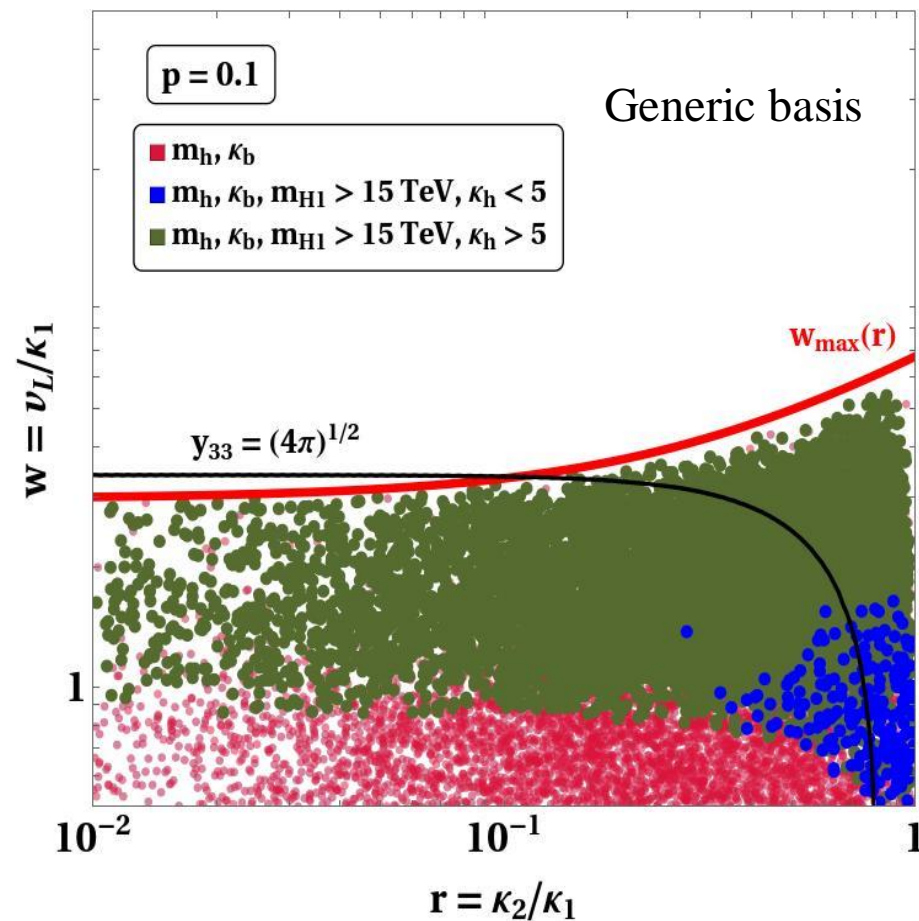 p = 0.1
Generic basis
m_h, κ_b
m_h, κ_b, m_H1 > 15 TeV, κ_h < 5
m_h, κ_b, m_H1 > 15 TeV, κ_h > 5
w_max(r)
y_33 = (4π)^1/2
w = v_L/κ_1
1
10^-2
10^-1
1
r = κ_2/κ_1